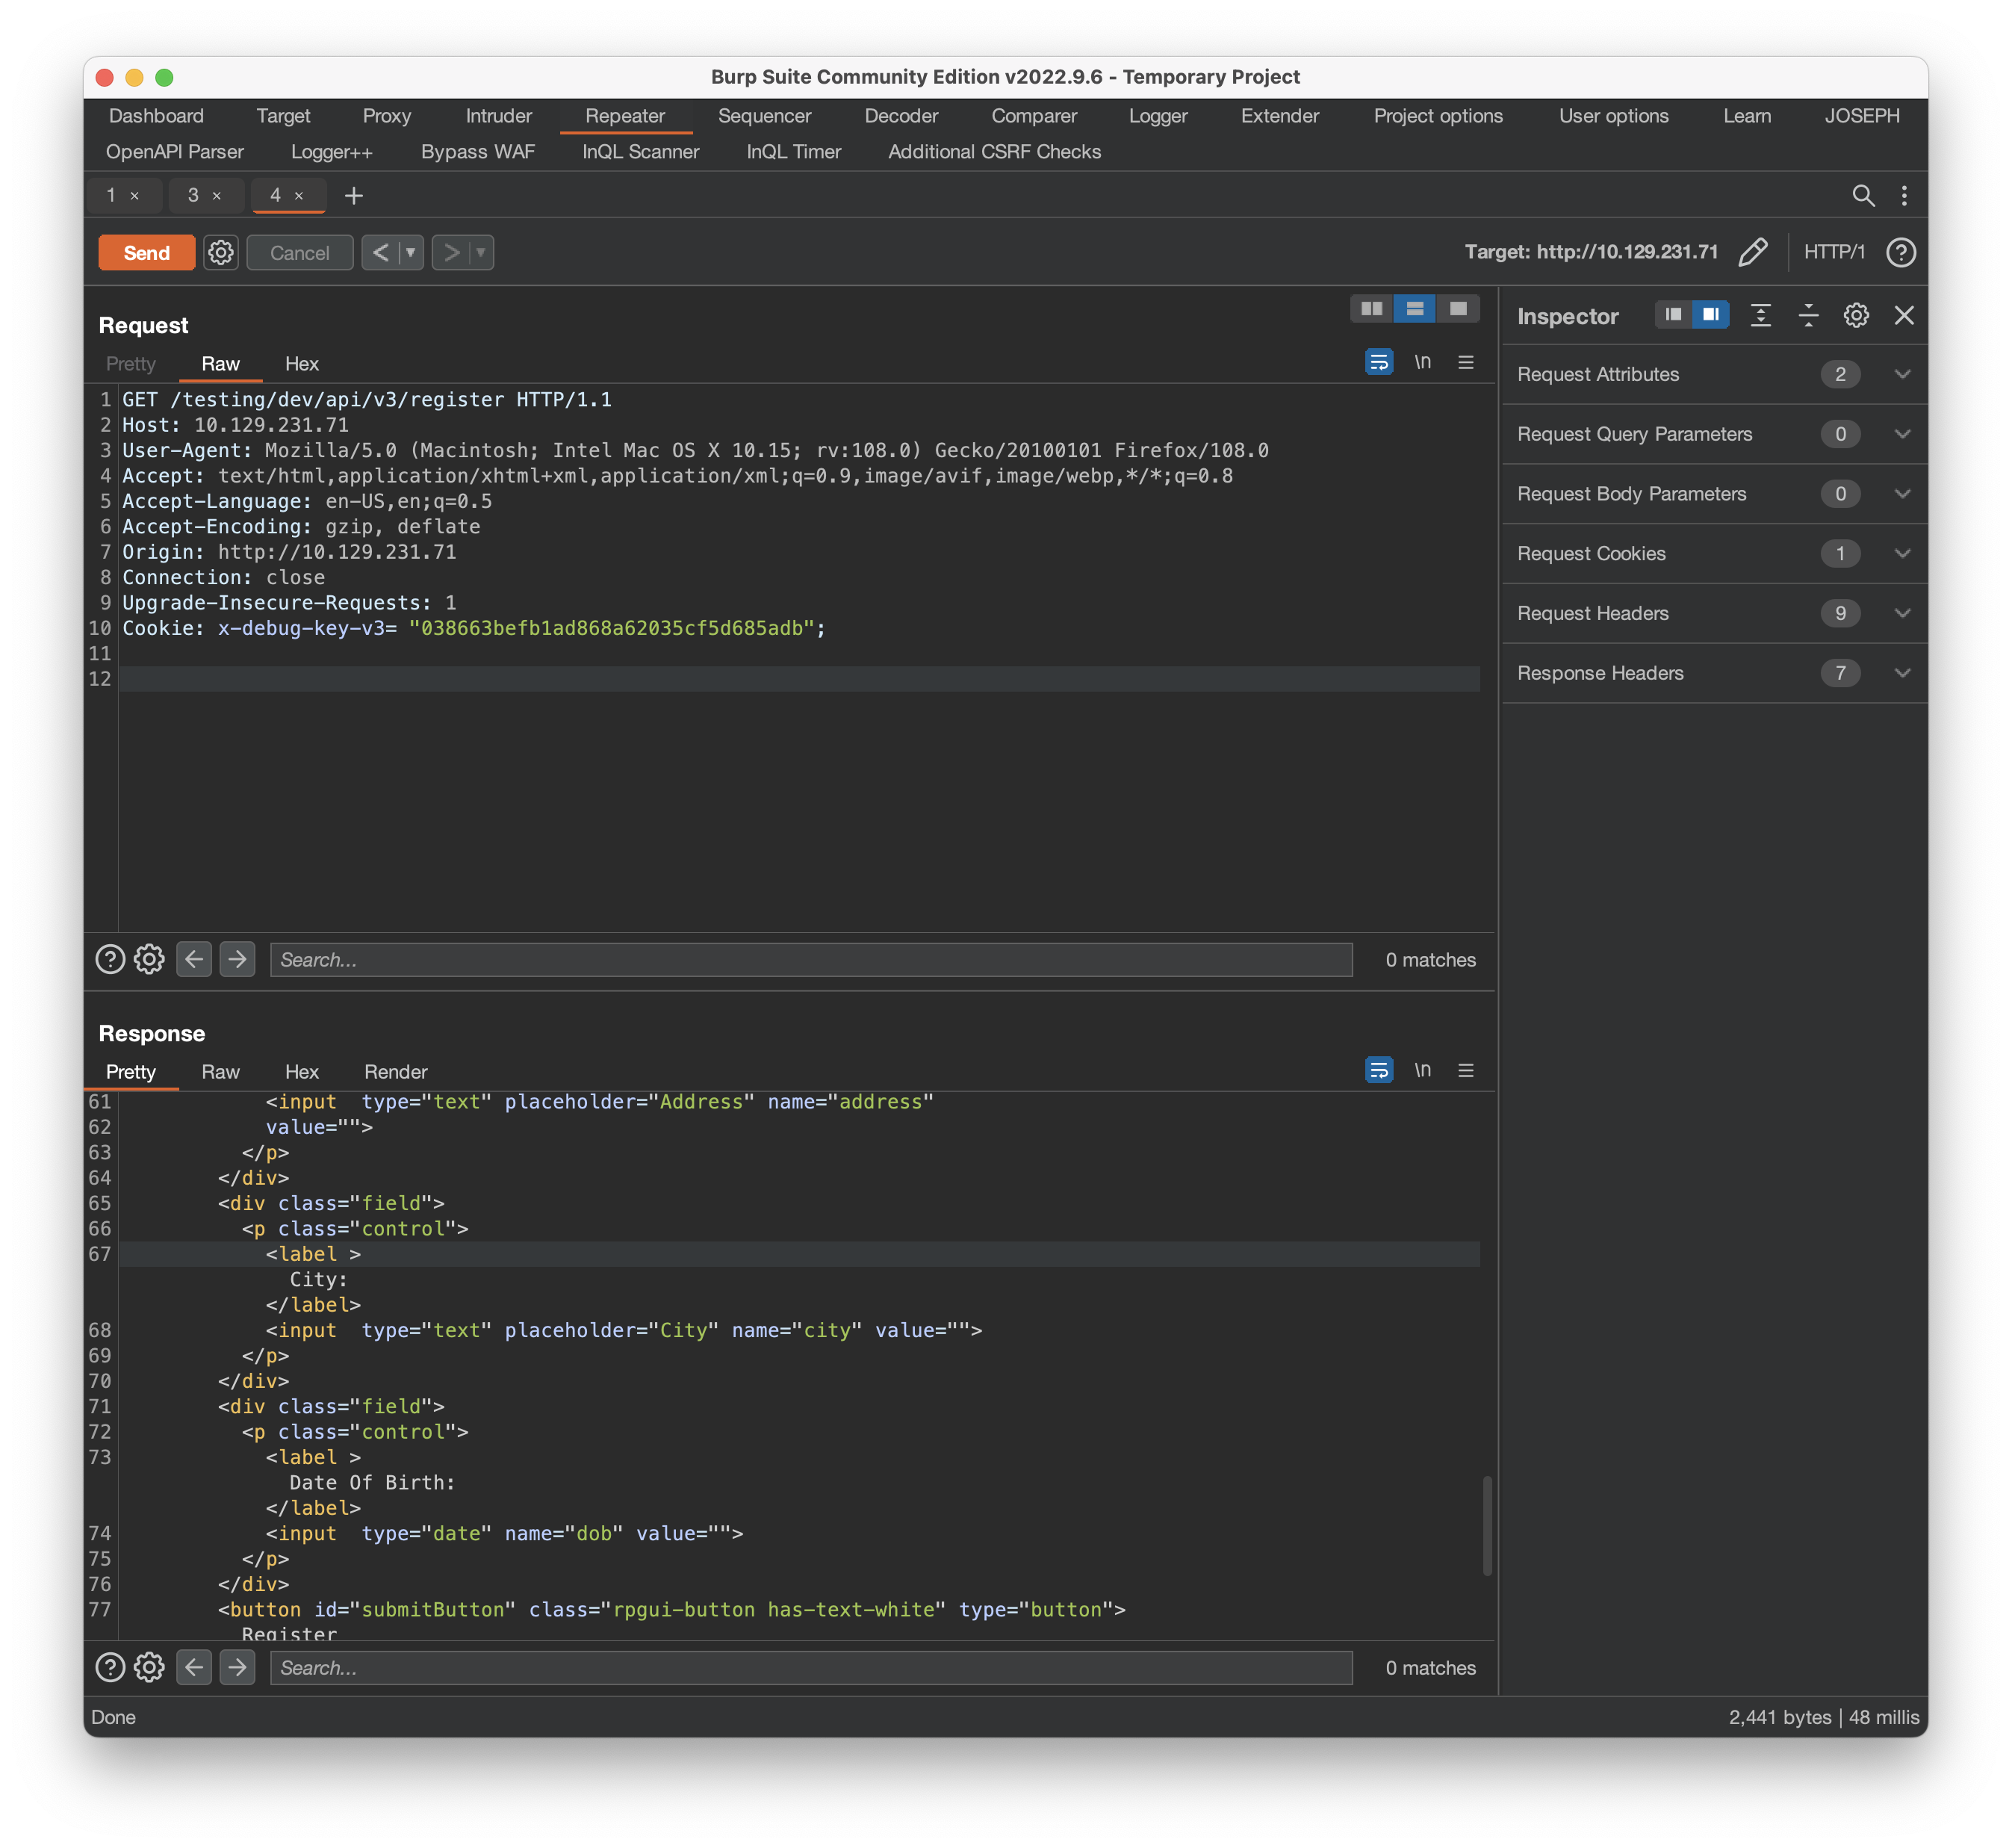 Burp Suite Community Edition v2022.9.6 - Temporary Project
Dashboard Target Proxy Intruder Repeater Sequencer Decoder Comparer Logger Extender Project options User options Learn JOSEPH
OpenAPI Parser Logger++ Bypass WAF InQL Scanner InQL Timer Additional CSRF Checks
1 × 3 × 4 × +
Send Cancel < > Target: http://10.129.231.71 HTTP/1 ?
Request
Pretty Raw Hex \n
1 GET /testing/dev/api/v3/register HTTP/1.1
2 Host: 10.129.231.71
3 User-Agent: Mozilla/5.0 (Macintosh; Intel Mac OS X 10.15; rv:108.0) Gecko/20100101 Firefox/108.0
4 Accept: text/html,application/xhtml+xml,application/xml;q=0.9,image/avif,image/webp,*/*;q=0.8
5 Accept-Language: en-US,en;q=0.5
6 Accept-Encoding: gzip, deflate
7 Origin: http://10.129.231.71
8 Connection: close
9 Upgrade-Insecure-Requests: 1
10 Cookie: x-debug-key-v3= "038663befb1ad868a62035cf5d685adb";
11
12
? Search... 0 matches
Response
Pretty Raw Hex Render \n
61 <input  type="text" placeholder="Address" name="address"
62 value="">
63 </p>
64 </div>
65 <div class="field">
66 <p class="control">
67 <label >
City:
</label>
68 <input  type="text" placeholder="City" name="city" value="">
69 </p>
70 </div>
71 <div class="field">
72 <p class="control">
73 <label >
Date Of Birth:
</label>
74 <input  type="date" name="dob" value="">
75 </p>
76 </div>
77 <button id="submitButton" class="rpgui-button has-text-white" type="button">
Register
? Search... 0 matches
Inspector
Request Attributes 2
Request Query Parameters 0
Request Body Parameters 0
Request Cookies 1
Request Headers 9
Response Headers 7
Done 2,441 bytes | 48 millis